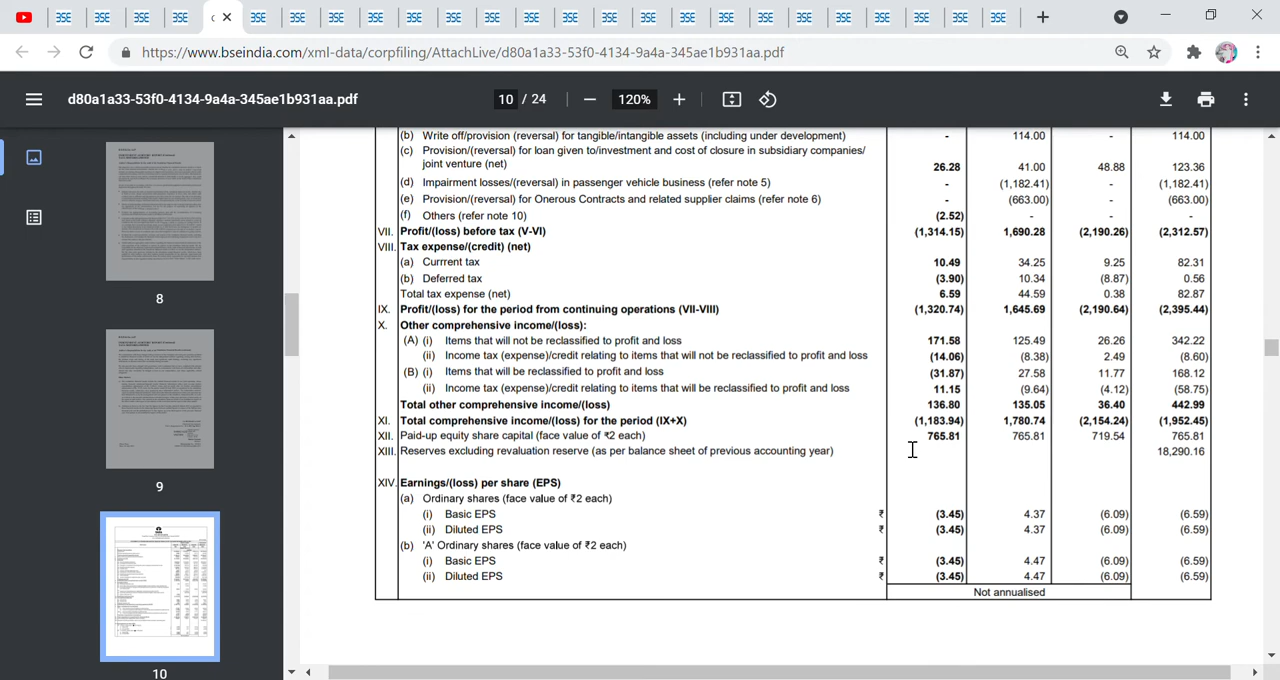 https://www.bseindia.com/xml-data/corpfiling/AttachLive/d80a1a33-53f0-4134-9a4a-345ae1b931aa.pdf
d80a1a33-53f0-4134-9a4a-345ae1b931aa.pdf 10 / 24 120%
(b) Write off/provision (reversal) for tangible/intangible assets (including under development) - 114.00 - 114.00
(c) Provision/(reversal) for loan given to/investment and cost of closure in subsidiary companies/
joint venture (net) 26.28 41.00 48.88 123.36
(d) Impairment losses/(reversal) in passenger vehicle business (refer note 5) - (1,182.41) - (1,182.41)
(e) Provision/(reversal) for Onerous Contracts and related supplier claims (refer note 6) - (663.00) - (663.00)
(f) Others (refer note 10) (2.52) - - -
VII. Profit/(loss) before tax (V-VI) (1,314.15) 1,690.28 (2,190.26) (2,312.57)
VIII. Tax expense/(credit) (net)
(a) Currrent tax 10.49 34.25 9.25 82.31
(b) Deferred tax (3.90) 10.34 (8.87) 0.56
Total tax expense (net) 6.59 44.59 0.38 82.87
IX. Profit/(loss) for the period from continuing operations (VII-VIII) (1,320.74) 1,645.69 (2,190.64) (2,395.44)
X. Other comprehensive income/(loss):
(A) (i) Items that will not be reclassified to profit and loss 171.58 125.49 26.26 342.22
(ii) Income tax (expense)/credit relating to items that will not be reclassified to profit and loss (14.06) (8.38) 2.49 (8.60)
(B) (i) Items that will be reclassified to profit and loss (31.87) 27.58 11.77 168.12
(ii) Income tax (expense)/credit relating to items that will be reclassified to profit and loss 11.15 (9.64) (4.12) (58.75)
Total other comprehensive income/(loss) 136.80 135.05 36.40 442.99
XI. Total comprehensive income/(loss) for the period (IX+X) (1,183.94) 1,780.74 (2,154.24) (1,952.45)
XII. Paid-up equity share capital (face value of ₹2 each) 765.81 765.81 719.54 765.81
XIII. Reserves excluding revaluation reserve (as per balance sheet of previous accounting year) 18,290.16
XIV. Earnings/(loss) per share (EPS)
(a) Ordinary shares (face value of ₹2 each)
(i) Basic EPS ₹ (3.45) 4.37 (6.09) (6.59)
(ii) Diluted EPS ₹ (3.45) 4.37 (6.09) (6.59)
b) 'A' Ordinary shares (face value of ₹2 each)
(i) Basic EPS ₹ (3.45) 4.47 (6.09) (6.59)
(ii) Diluted EPS ₹ (3.45) 4.47 (6.09) (6.59)
Not annualised
8
9
10